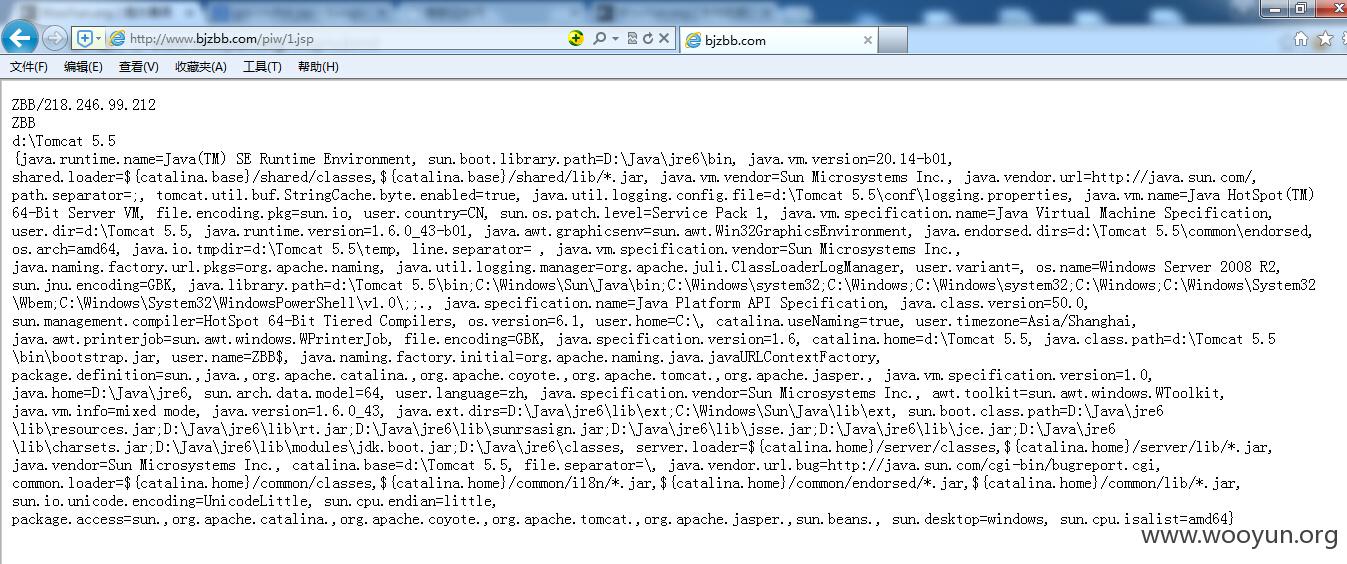 http://www.bjzbb.com/piw/1.jsp
bjzbb.com
文件(F) 编辑(E) 查看(V) 收藏夹(A) 工具(T) 帮助(H)
ZBB/218.246.99.212
ZBB
d:\Tomcat 5.5
{java.runtime.name=Java(TM) SE Runtime Environment, sun.boot.library.path=D:\Java\jre6\bin, java.vm.version=20.14-b01,
shared.loader=${catalina.base}/shared/classes,${catalina.base}/shared/lib/*.jar, java.vm.vendor=Sun Microsystems Inc., java.vendor.url=http://java.sun.com/,
path.separator=;, tomcat.util.buf.StringCache.byte.enabled=true, java.util.logging.config.file=d:\Tomcat 5.5\conf\logging.properties, java.vm.name=Java HotSpot(TM)
64-Bit Server VM, file.encoding.pkg=sun.io, user.country=CN, sun.os.patch.level=Service Pack 1, java.vm.specification.name=Java Virtual Machine Specification,
user.dir=d:\Tomcat 5.5, java.runtime.version=1.6.0_43-b01, java.awt.graphicsenv=sun.awt.Win32GraphicsEnvironment, java.endorsed.dirs=d:\Tomcat 5.5\common\endorsed,
os.arch=amd64, java.io.tmpdir=d:\Tomcat 5.5\temp, line.separator= , java.vm.specification.vendor=Sun Microsystems Inc.,
java.naming.factory.url.pkgs=org.apache.naming, java.util.logging.manager=org.apache.juli.ClassLoaderLogManager, user.variant=, os.name=Windows Server 2008 R2,
sun.jnu.encoding=GBK, java.library.path=d:\Tomcat 5.5\bin;C:\Windows\Sun\Java\bin;C:\Windows\system32;C:\Windows;C:\Windows\system32;C:\Windows;C:\Windows\System32
\Wbem;C:\Windows\System32\WindowsPowerShell\v1.0\;;., java.specification.name=Java Platform API Specification, java.class.version=50.0,
sun.management.compiler=HotSpot 64-Bit Tiered Compilers, os.version=6.1, user.home=C:\, catalina.useNaming=true, user.timezone=Asia/Shanghai,
java.awt.printerjob=sun.awt.windows.WPrinterJob, file.encoding=GBK, java.specification.version=1.6, catalina.home=d:\Tomcat 5.5, java.class.path=d:\Tomcat 5.5
\bin\bootstrap.jar, user.name=ZBB$, java.naming.factory.initial=org.apache.naming.java.javaURLContextFactory,
package.definition=sun.,java.,org.apache.catalina.,org.apache.coyote.,org.apache.tomcat.,org.apache.jasper., java.vm.specification.version=1.0,
java.home=D:\Java\jre6, sun.arch.data.model=64, user.language=zh, java.specification.vendor=Sun Microsystems Inc., awt.toolkit=sun.awt.windows.WToolkit,
java.vm.info=mixed mode, java.version=1.6.0_43, java.ext.dirs=D:\Java\jre6\lib\ext;C:\Windows\Sun\Java\lib\ext, sun.boot.class.path=D:\Java\jre6
\lib\resources.jar;D:\Java\jre6\lib\rt.jar;D:\Java\jre6\lib\sunrsasign.jar;D:\Java\jre6\lib\jsse.jar;D:\Java\jre6\lib\jce.jar;D:\Java\jre6
\lib\charsets.jar;D:\Java\jre6\lib\modules\jdk.boot.jar;D:\Java\jre6\classes, server.loader=${catalina.home}/server/classes,${catalina.home}/server/lib/*.jar,
java.vendor=Sun Microsystems Inc., catalina.base=d:\Tomcat 5.5, file.separator=\, java.vendor.url.bug=http://java.sun.com/cgi-bin/bugreport.cgi,
common.loader=${catalina.home}/common/classes,${catalina.home}/common/i18n/*.jar,${catalina.home}/common/endorsed/*.jar,${catalina.home}/common/lib/*.jar,
sun.io.unicode.encoding=UnicodeLittle, sun.cpu.endian=little,
package.access=sun.,org.apache.catalina.,org.apache.coyote.,org.apache.tomcat.,org.apache.jasper.,sun.beans., sun.desktop=windows, sun.cpu.isalist=amd64}
www.wooyun.org